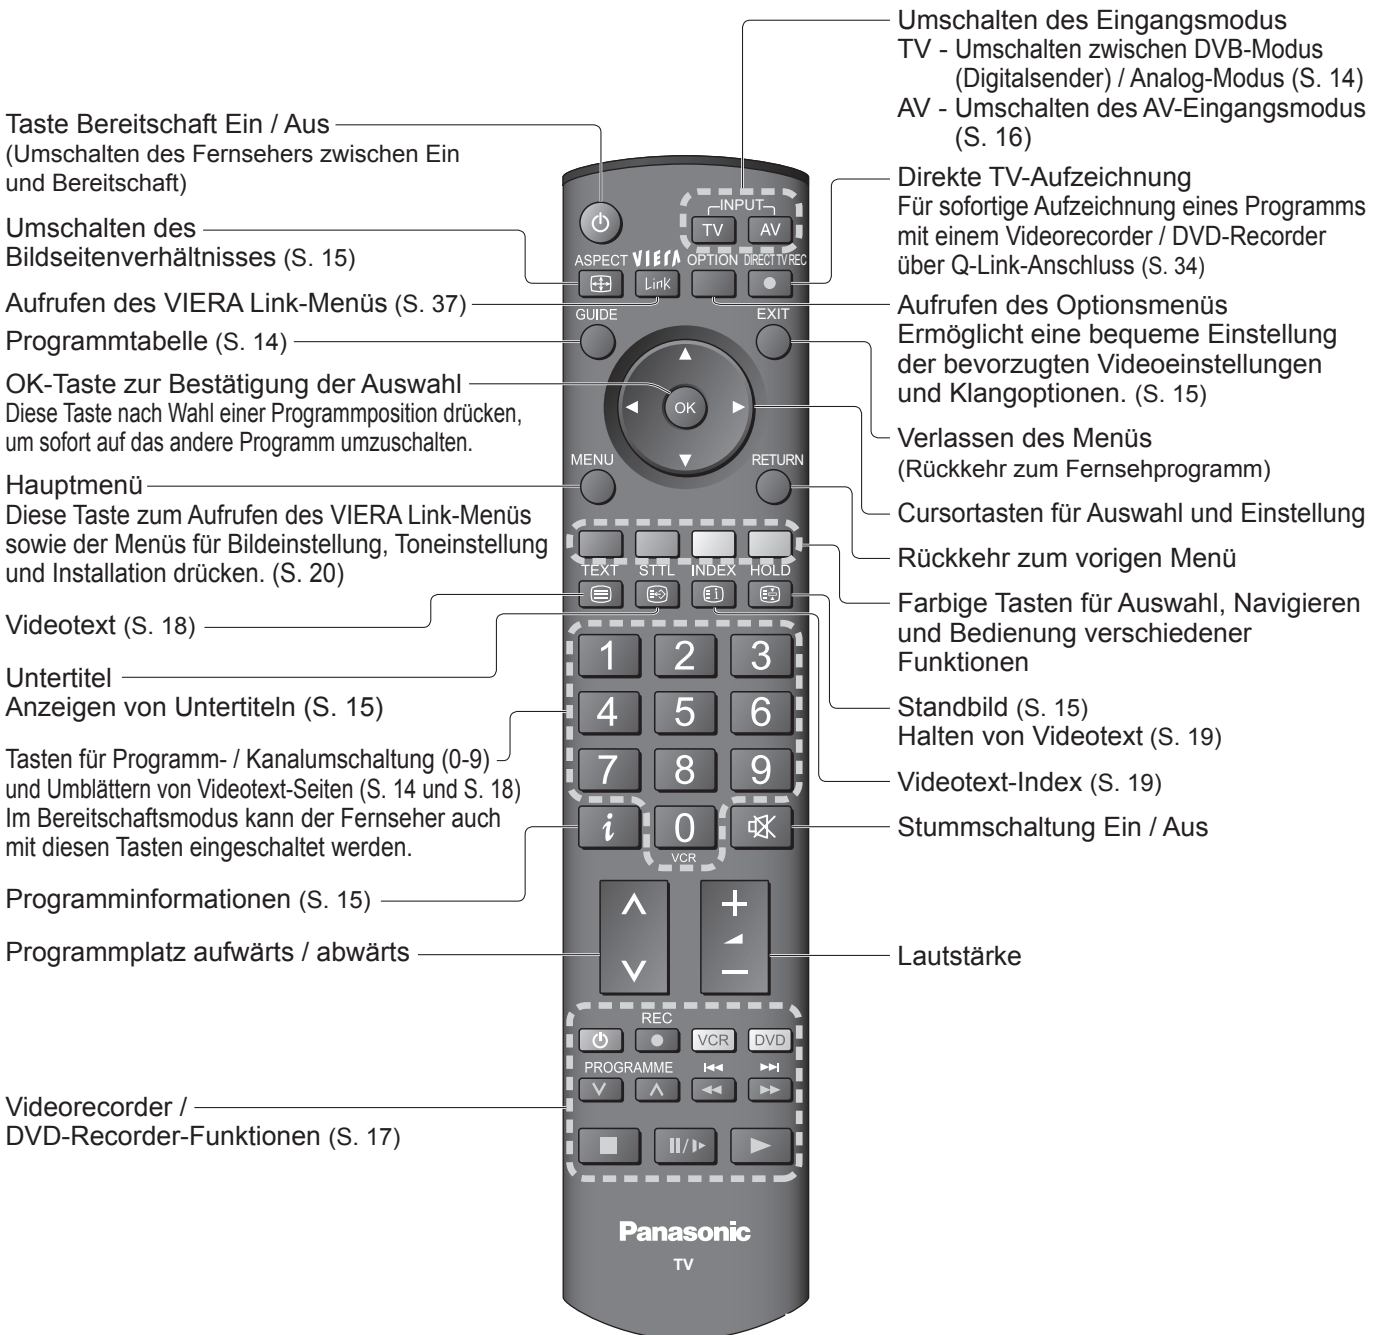 Umschalten des Eingangsmodus
TV - Umschalten zwischen DVB-Modus
(Digitalsender) / Analog-Modus (S. 14)
AV - Umschalten des AV-Eingangsmodus
(S. 16)
Taste Bereitschaft Ein / Aus
(Umschalten des Fernsehers zwischen Ein
und Bereitschaft)
Umschalten des
Bildseitenverhältnisses (S. 15)
Aufrufen des VIERA Link-Menüs (S. 37)
Programmtabelle (S. 14)
OK-Taste zur Bestätigung der Auswahl
Diese Taste nach Wahl einer Programmposition drücken,
um sofort auf das andere Programm umzuschalten.
Hauptmenü
Diese Taste zum Aufrufen des VIERA Link-Menüs
sowie der Menüs für Bildeinstellung, Toneinstellung
und Installation drücken. (S. 20)
Videotext (S. 18)
Untertitel
Anzeigen von Untertiteln (S. 15)
Tasten für Programm- / Kanalumschaltung (0-9)
und Umblättern von Videotext-Seiten (S. 14 und S. 18)
Im Bereitschaftsmodus kann der Fernseher auch
mit diesen Tasten eingeschaltet werden.
Programminformationen (S. 15)
Programmplatz aufwärts / abwärts
Videorecorder /
DVD-Recorder-Funktionen (S. 17)
INPUT
TV AV
ASPECT VIERA OPTION DIRECT TV REC
Link
GUIDE EXIT
OK
MENU RETURN
TEXT STTL INDEX HOLD
1 2 3
4 5 6
7 8 9
i 0
VCR
REC
VCR DVD
PROGRAMME
Panasonic
TV
Direkte TV-Aufzeichnung
Für sofortige Aufzeichnung eines Programms
mit einem Videorecorder / DVD-Recorder
über Q-Link-Anschluss (S. 34)
Aufrufen des Optionsmenüs
Ermöglicht eine bequeme Einstellung
der bevorzugten Videoeinstellungen
und Klangoptionen. (S. 15)
Verlassen des Menüs
(Rückkehr zum Fernsehprogramm)
Cursortasten für Auswahl und Einstellung
Rückkehr zum vorigen Menü
Farbige Tasten für Auswahl, Navigieren
und Bedienung verschiedener
Funktionen
Standbild (S. 15)
Halten von Videotext (S. 19)
Videotext-Index (S. 19)
Stummschaltung Ein / Aus
Lautstärke